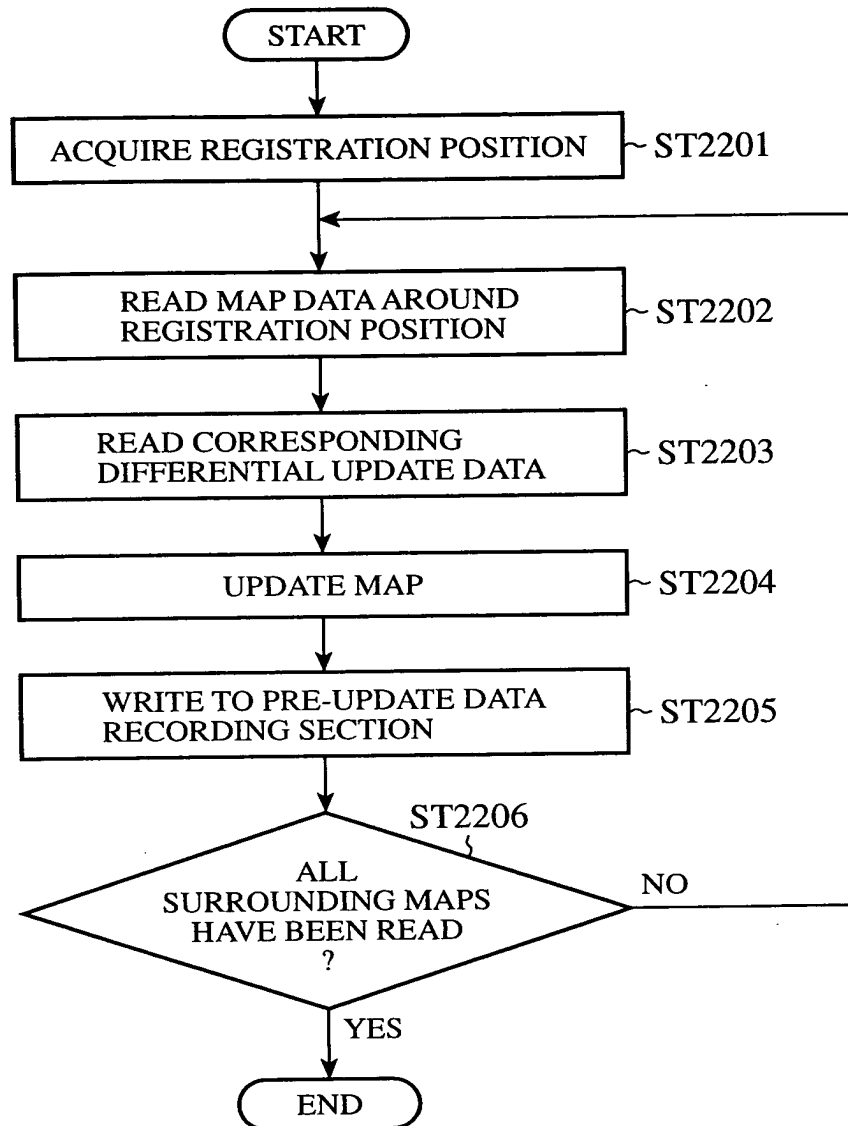 START
ACQUIRE REGISTRATION POSITION
ST2201
READ MAP DATA AROUND
REGISTRATION POSITION
ST2202
READ CORRESPONDING
DIFFERENTIAL UPDATE DATA
ST2203
UPDATE MAP
ST2204
WRITE TO PRE-UPDATE DATA
RECORDING SECTION
ST2205
ST2206
ALL
SURROUNDING MAPS
HAVE BEEN READ
?
NO
YES
END